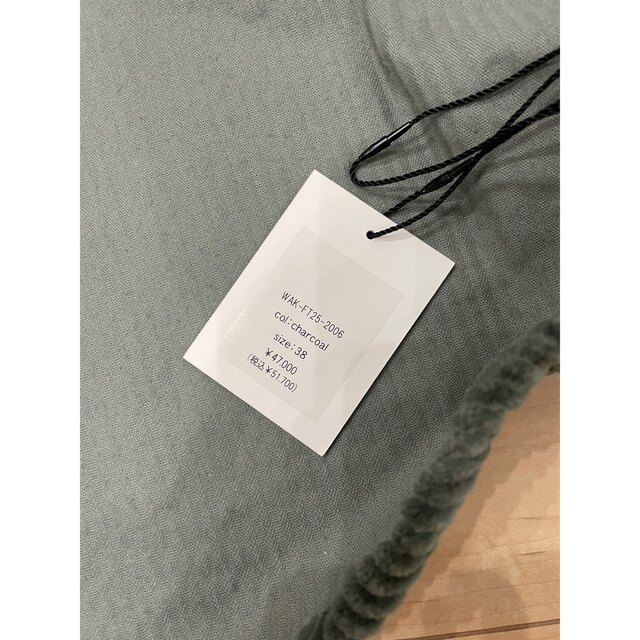 WAK-FT25-2006
col:charcoal
size:38
¥47,000
(税込¥51,700)